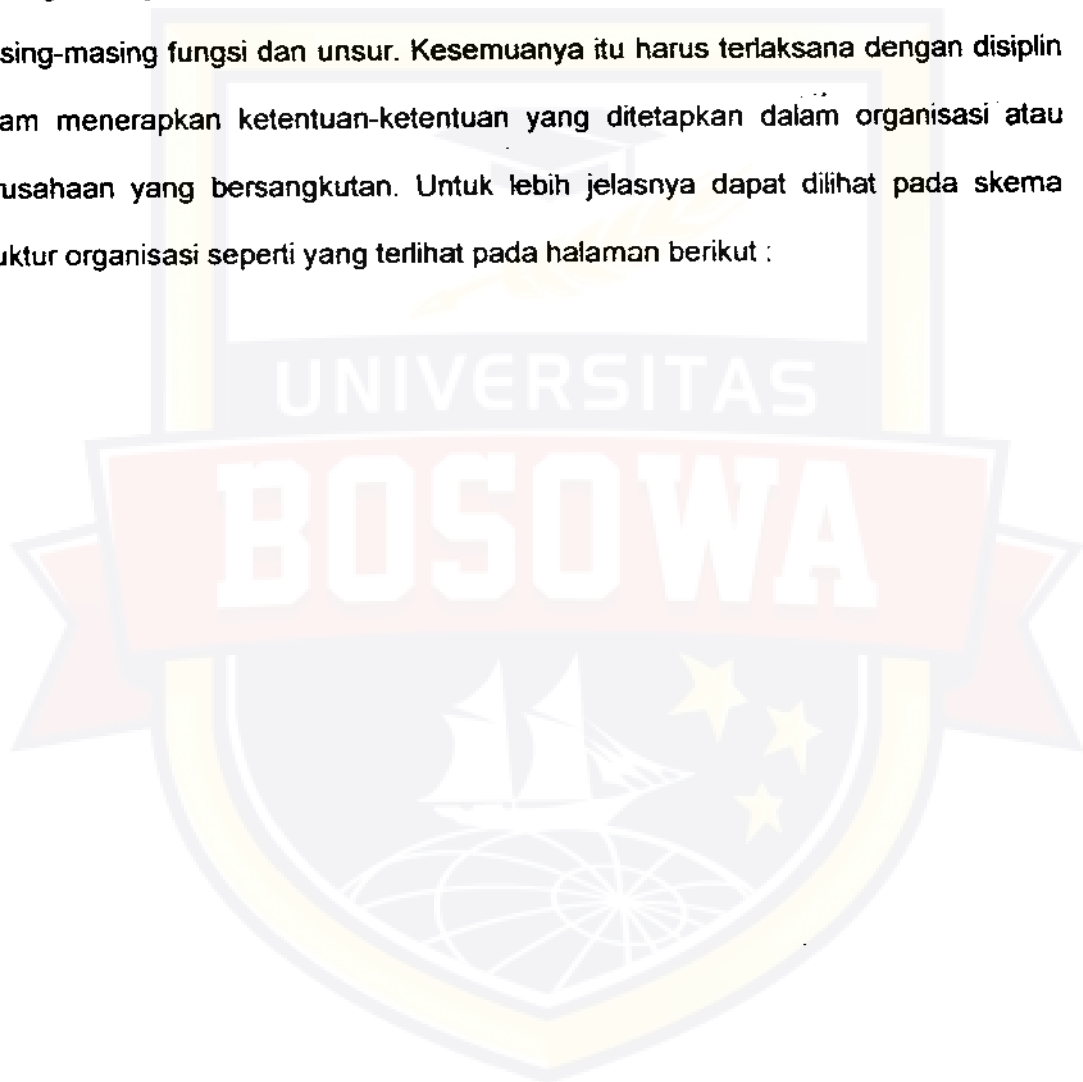 sing-masing fungsi dan unsur. Kesemuanya itu harus terlaksana dengan disiplin
am menerapkan ketentuan-ketentuan yang ditetapkan dalam organisasi atau
usahaan yang bersangkutan. Untuk lebih jelasnya dapat dilihat pada skema
uktur organisasi seperti yang terlihat pada halaman berikut :
UNIVERSITAS
BOSOWA